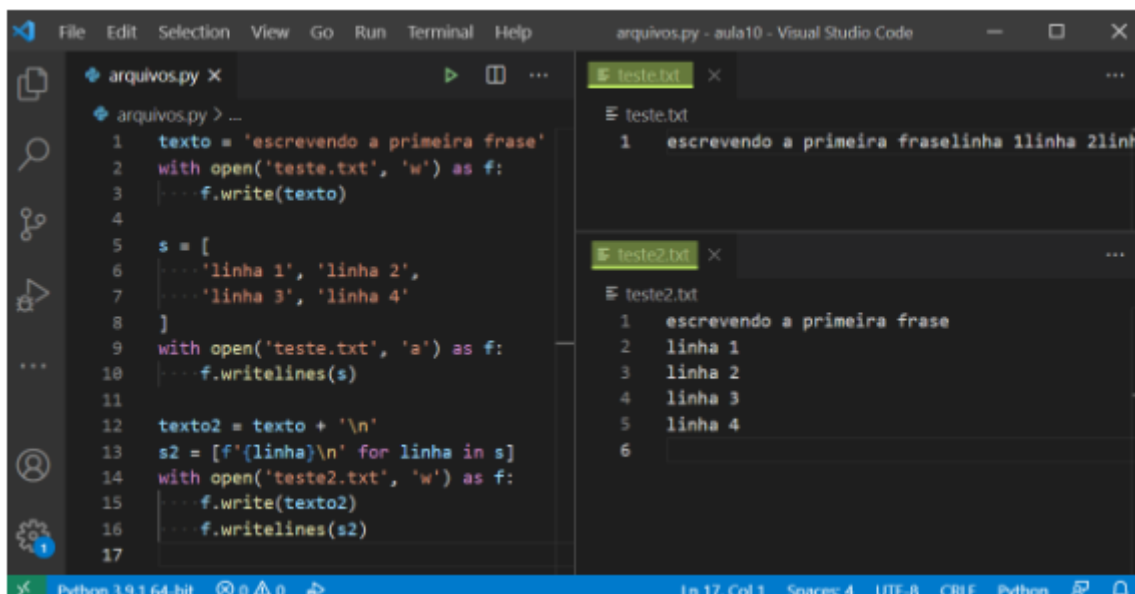 File Edit Selection View Go Run Terminal Help arquivos.py - aula10 - Visual Studio Code
arquivos.py
arquivos.py > ...
1 texto = 'escrevendo a primeira frase'
2 with open('teste.txt', 'w') as f:
3 f.write(texto)
4
5 s = [
6 'linha 1', 'linha 2',
7 'linha 3', 'linha 4'
8 ]
9 with open('teste.txt', 'a') as f:
10 f.writelines(s)
11
12 texto2 = texto + '\n'
13 s2 = [f'{linha}\n' for linha in s]
14 with open('teste2.txt', 'w') as f:
15 f.write(texto2)
16 f.writelines(s2)
17
teste.txt
teste.txt
1 escrevendo a primeira fraselinha 1linha 2linh
teste2.txt
teste2.txt
1 escrevendo a primeira frase
2 linha 1
3 linha 2
4 linha 3
5 linha 4
6
1
Python 3.9.1 64-bit 0 0 Ln 17, Col 1 Spaces: 4 UTF-8 CRLF Python